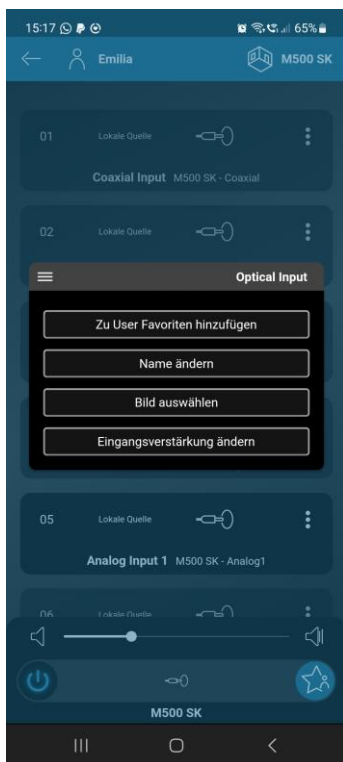 15:17 65%
Emilia M500 SK
01 Lokale Quelle
Coaxial Input M500 SK - Coaxial
02 Lokale Quelle
Optical Input
Zu User Favoriten hinzufügen
Name ändern
Bild auswählen
Eingangsverstärkung ändern
05 Lokale Quelle
Analog Input 1 M500 SK - Analog1
06 Lokale Quelle
M500 SK